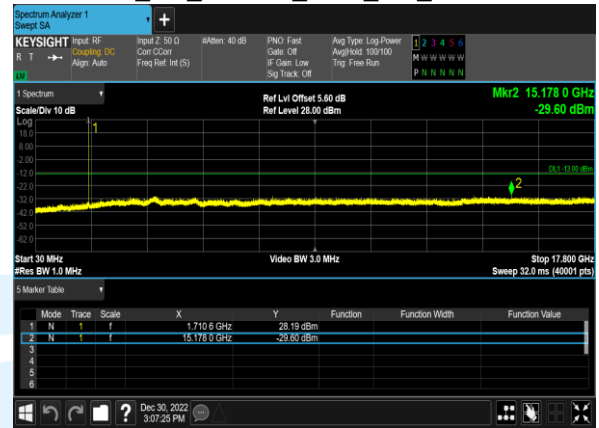 Spectrum Analyzer 1
Swept SA
+
KEYSIGHT Input: RF Input Z: 50 Ω #Atten: 40 dB PNO: Fast Avg Type: Log-Power 1 2 3 4 5 6
R T Coupling: DC Corr CCorr Gate: Off Avg|Hold: 100/100 M W W W W W
Align: Auto Freq Ref: Int (S) IF Gain: Low Trig: Free Run P N N N N N
Sig Track: Off
LW
1 Spectrum Ref Lvl Offset 5.60 dB Mkr2 15.178 0 GHz
Scale/Div 10 dB Ref Level 28.00 dBm -29.60 dBm
Log
18.0
8.00
-2.00
-12.0
-22.0
-32.0
-42.0
-52.0
-62.0
1
DL1 -13.00 dBm
2
Start 30 MHz Video BW 3.0 MHz Stop 17.800 GHz
#Res BW 1.0 MHz Sweep 32.0 ms (40001 pts)
5 Marker Table
Mode Trace Scale X Y Function Function Width Function Value
1 N 1 f 1.710 6 GHz 28.19 dBm
2 N 1 f 15.178 0 GHz -29.60 dBm
3
4
5
6
? Dec 30, 2022
3:07:25 PM